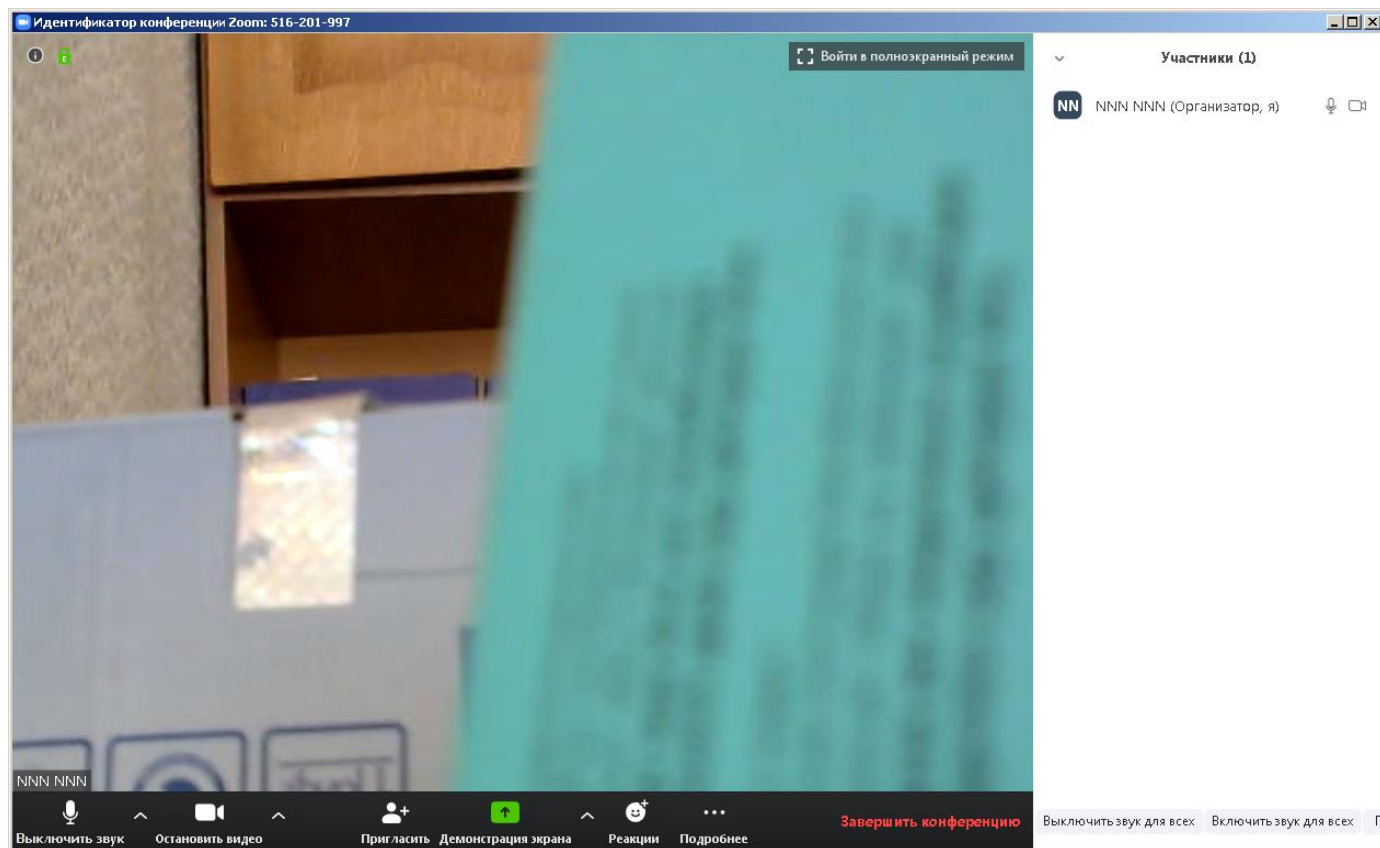 Идентификатор конференции Zoom: 516-201-997
Войти в полноэкранный режим
Участники (1)
NN
NNN NNN (Организатор, я)
NNN NNN
Выключить звук
Остановить видео
Пригласить
Демонстрация экрана
Реакции
Подробнее
Завершить конференцию
Выключить звук для всех
Включить звук для всех